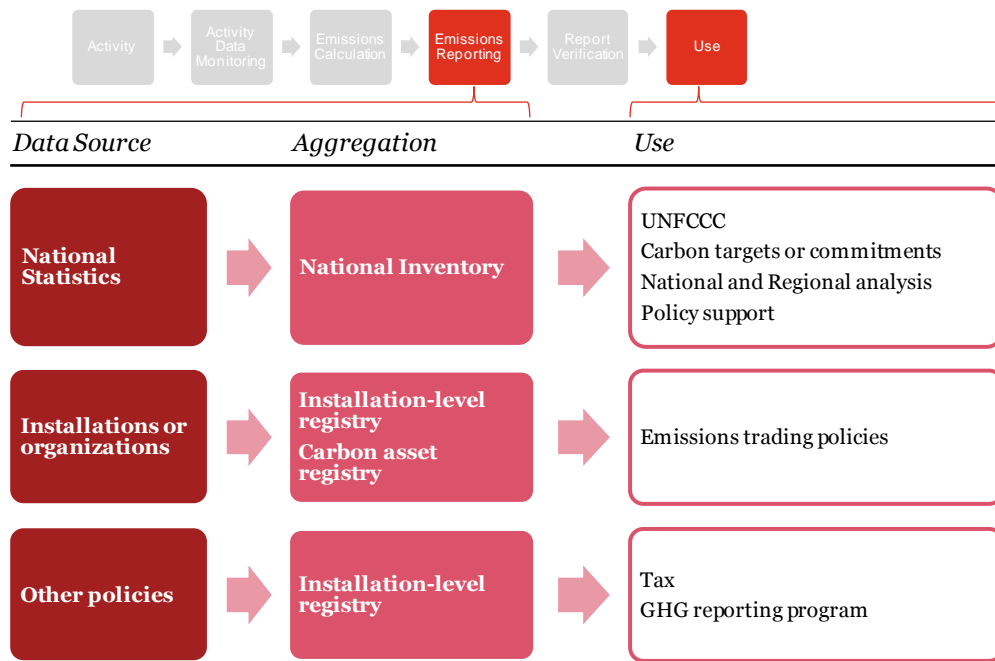 Activity
Activity
Data
Monitoring
Emissions
Calculation
Emissions
Reporting
Report
Verification
Use
Data Source
Aggregation
Use
National
Statistics
National Inventory
UNFCCC
Carbon targets or commitments
National and Regional analysis
Policy support
Installations or
organizations
Installation-level
registry
Carbon asset
registry
Emissions trading policies
Other policies
Installation-level
registry
Tax
GHG reporting program